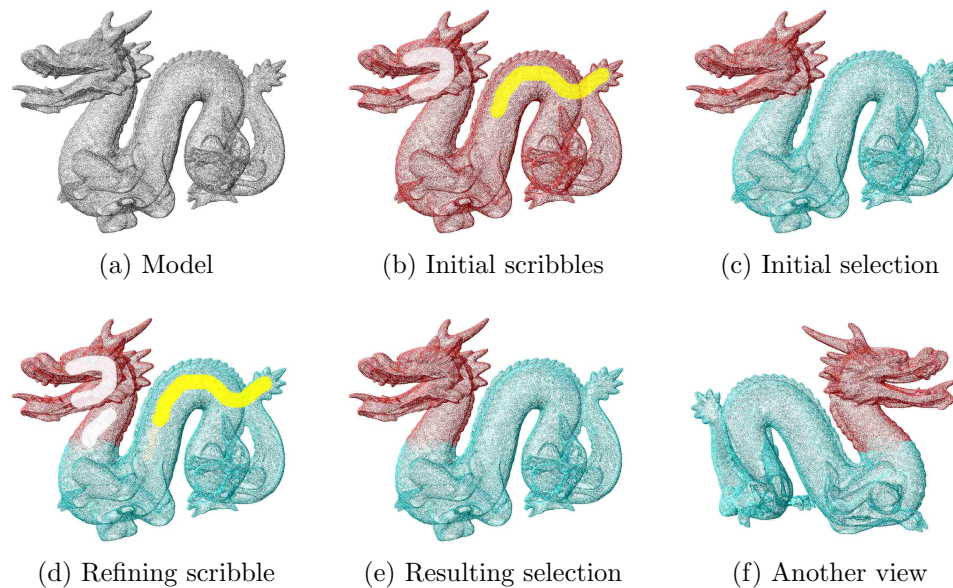 (a) Model
(b) Initial scribbles
(c) Initial selection
(d) Refining scribble
(e) Resulting selection
(f) Another view